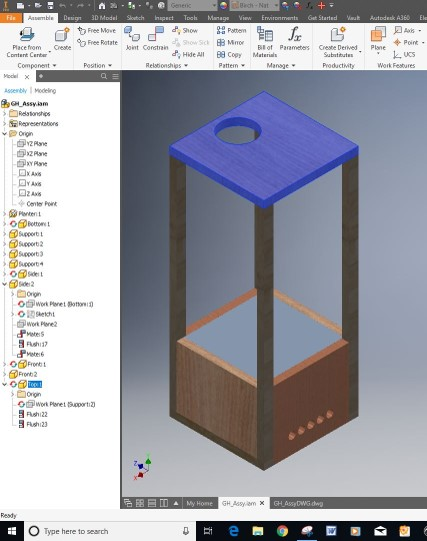 Generic Birch - Nat
File Assemble Design 3D Model Sketch Inspect Tools Manage View Environments Get Started Vault Autodesk A360
Place from Content Center Create
Free Move
Free Rotate
Joint Constrain
Show
Show Sick
Hide All
Pattern
Mirror
Copy
Bill of Materials
Parameters
Create Derived Substitutes
Plane
Axis
Point
UCS
Component Position Relationships Pattern Manage Productivity Work Features
Model
Assembly | Modeling
GH_Assy.iam
Relationships
Representations
Origin
YZ Plane
XZ Plane
XY Plane
X Axis
Y Axis
Z Axis
Center Point
Planter:1
Bottom:1
Support:1
Support:2
Support:3
Support:4
Side:1
Side:2
Origin
Work Plane1 (Bottom:1)
Sketch1
Work Plane2
Mate:5
Flush:17
Mate:6
Front:1
Front:2
Top:1
Origin
Work Plane1 (Support:2)
Flush:22
Flush:23
Z Y X
My Home GH_Assy.iam GH_AssyDWG.dwg
Ready
Type here to search